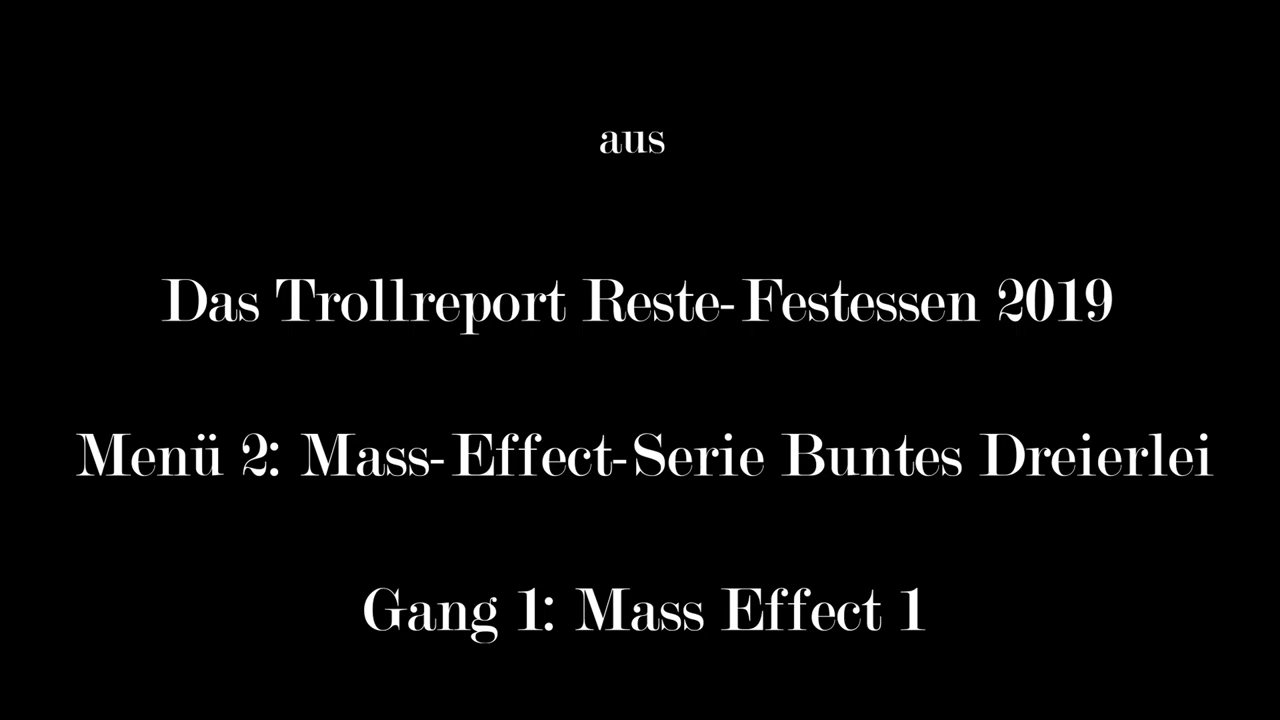 aus
Das Trollreport Reste-Festessen 2019
Menü 2: Mass-Effect-Serie Buntes Dreierlei
Gang 1: Mass Effect 1